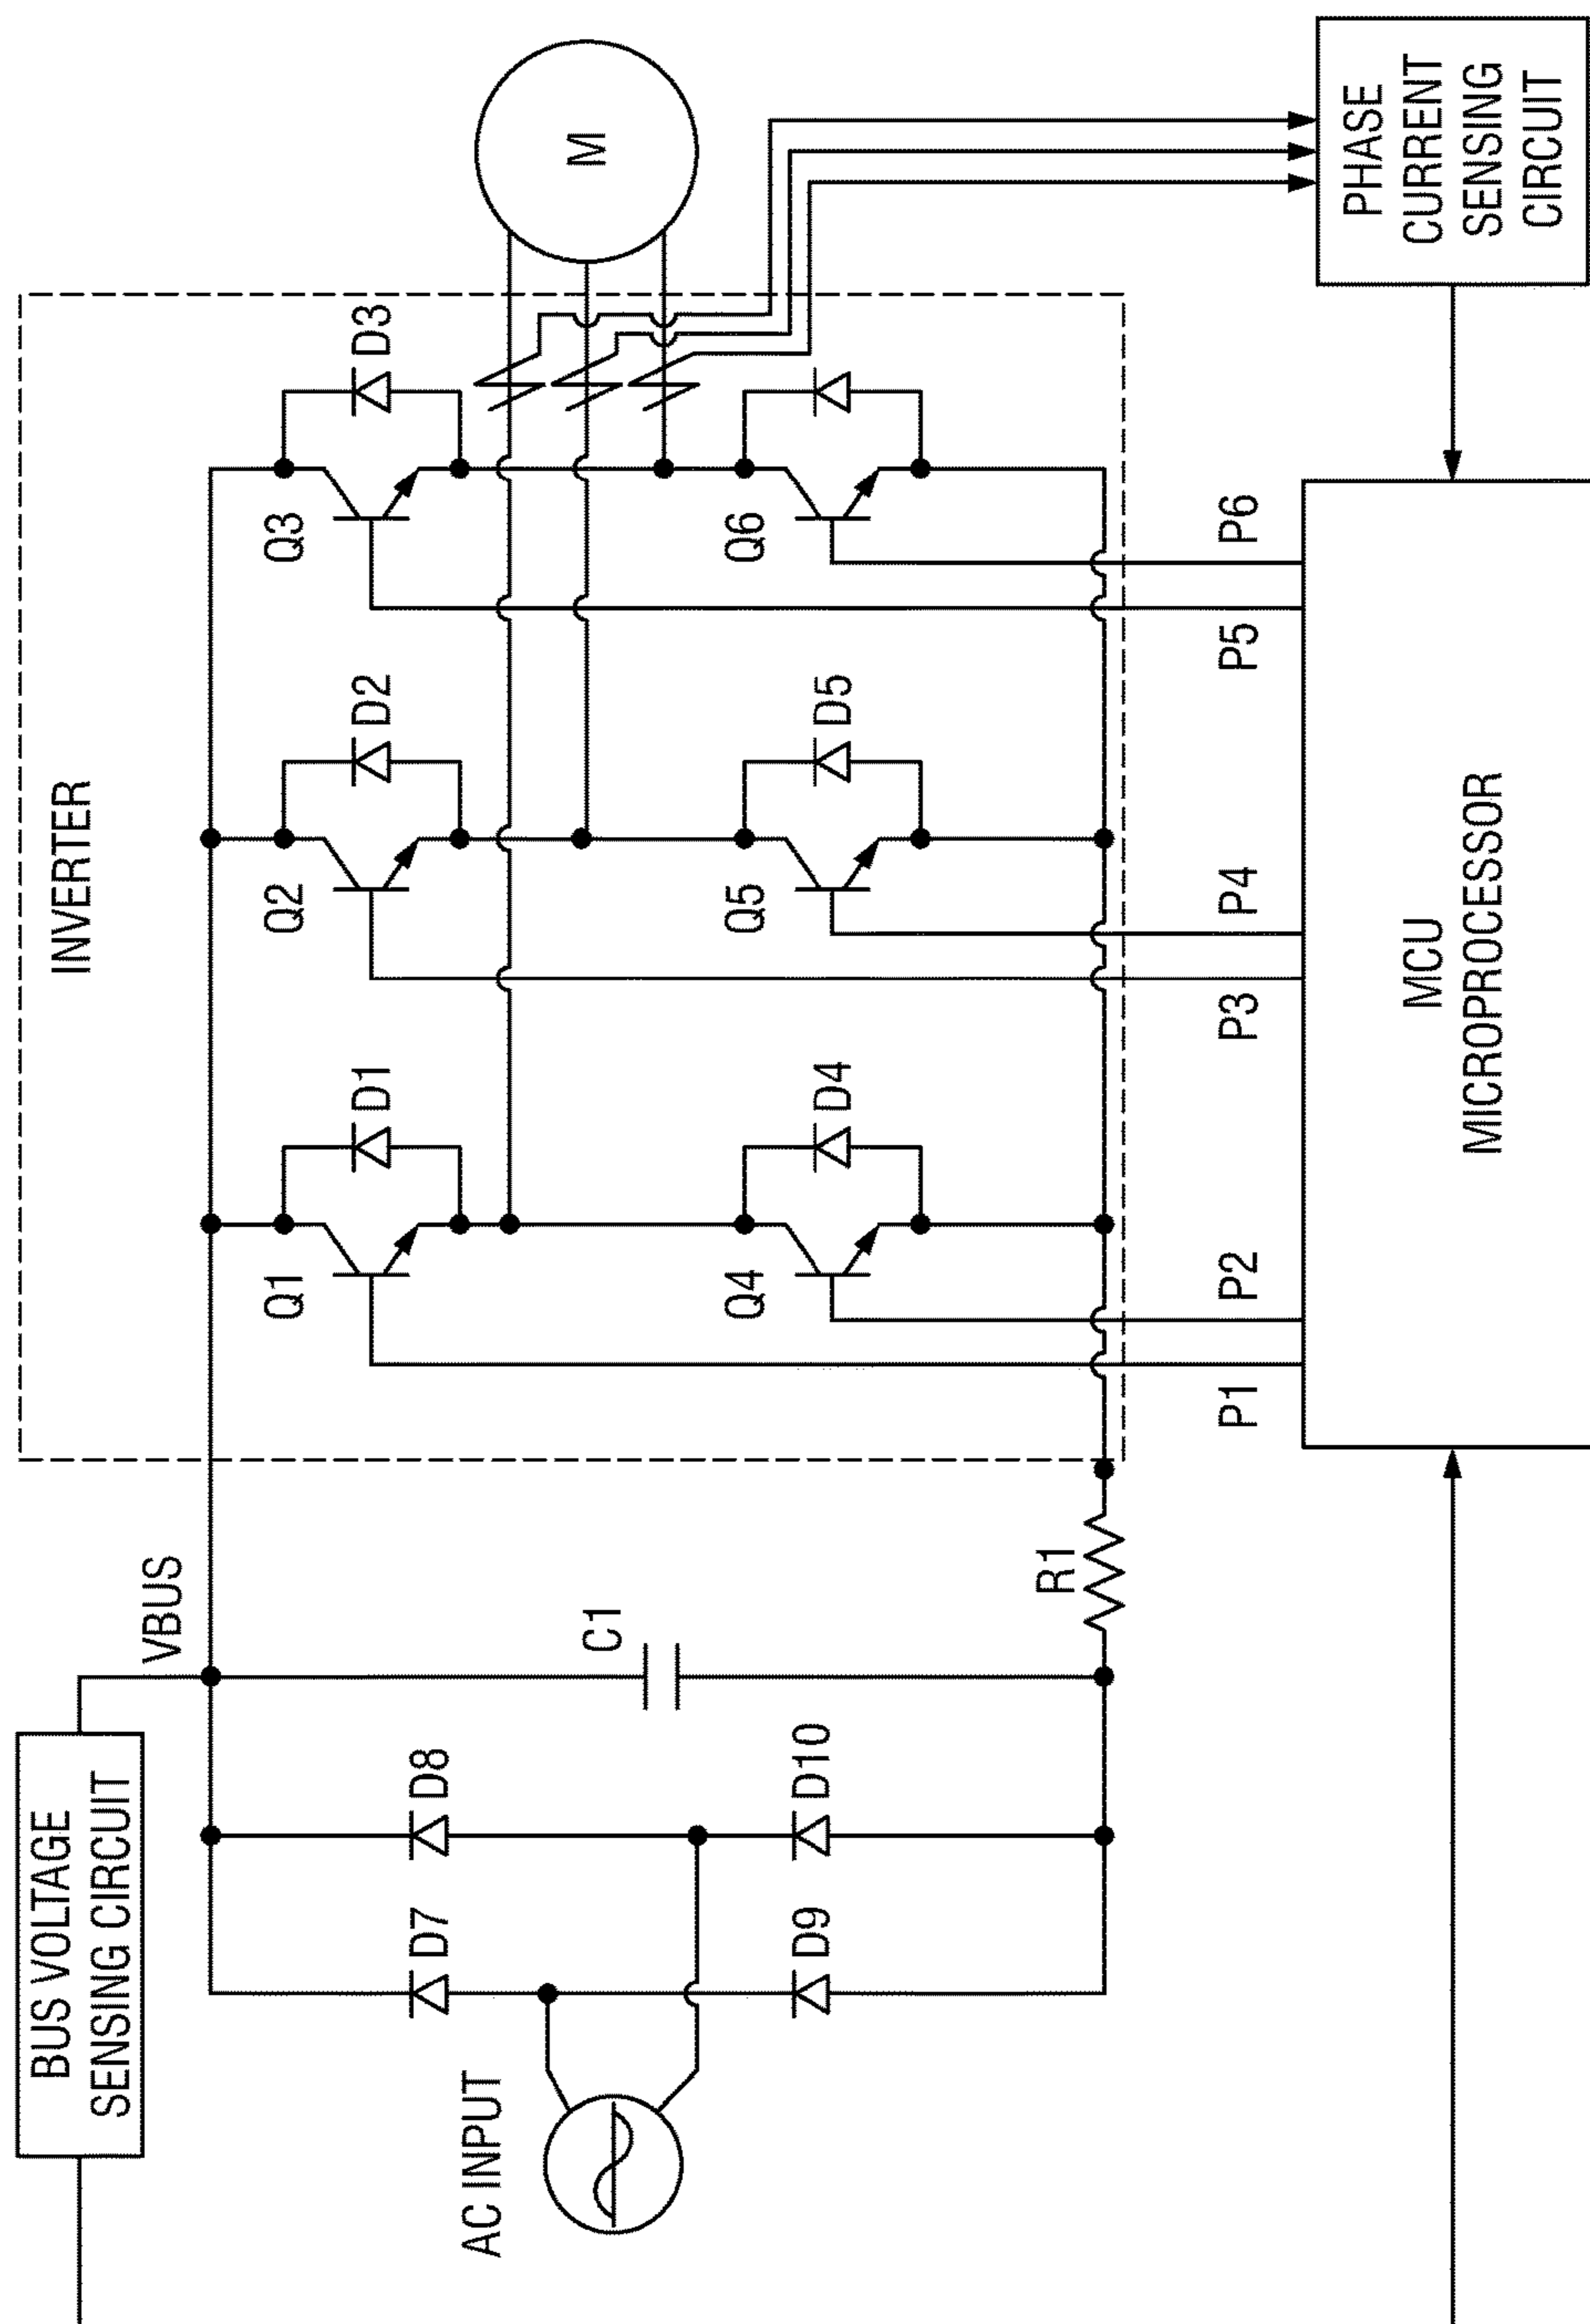 BUS VOLTAGE
SENSING CIRCUIT
VBUS
INVERTER
AC INPUT
D7
D8
D9
D10
C1
R1
Q1
D1
Q2
D2
Q3
D3
Q4
D4
Q5
D5
Q6
M
P1
P2
P3
P4
P5
P6
MCU
MICROPROCESSOR
PHASE
CURRENT
SENSING
CIRCUIT